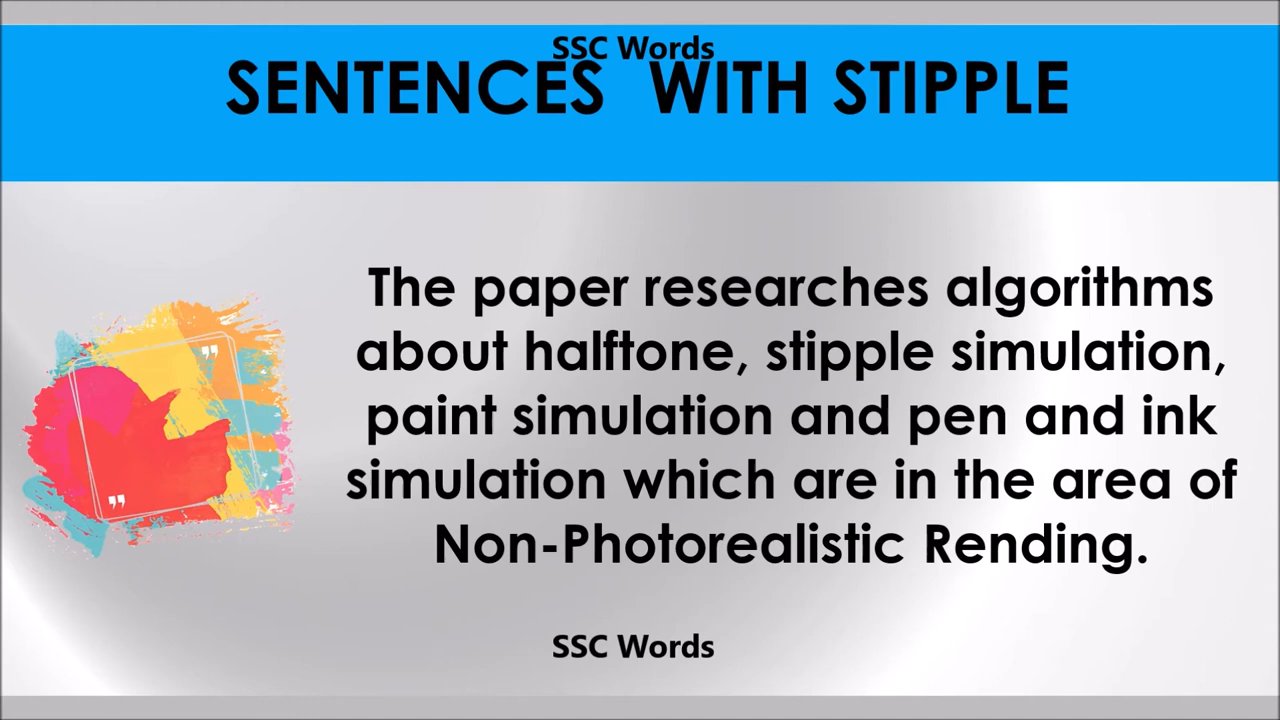 SSC Words
SENTENCES WITH STIPPLE
The paper researches algorithms
about halftone, stipple simulation,
paint simulation and pen and ink
simulation which are in the area of
Non-Photorealistic Rending.
SSC Words